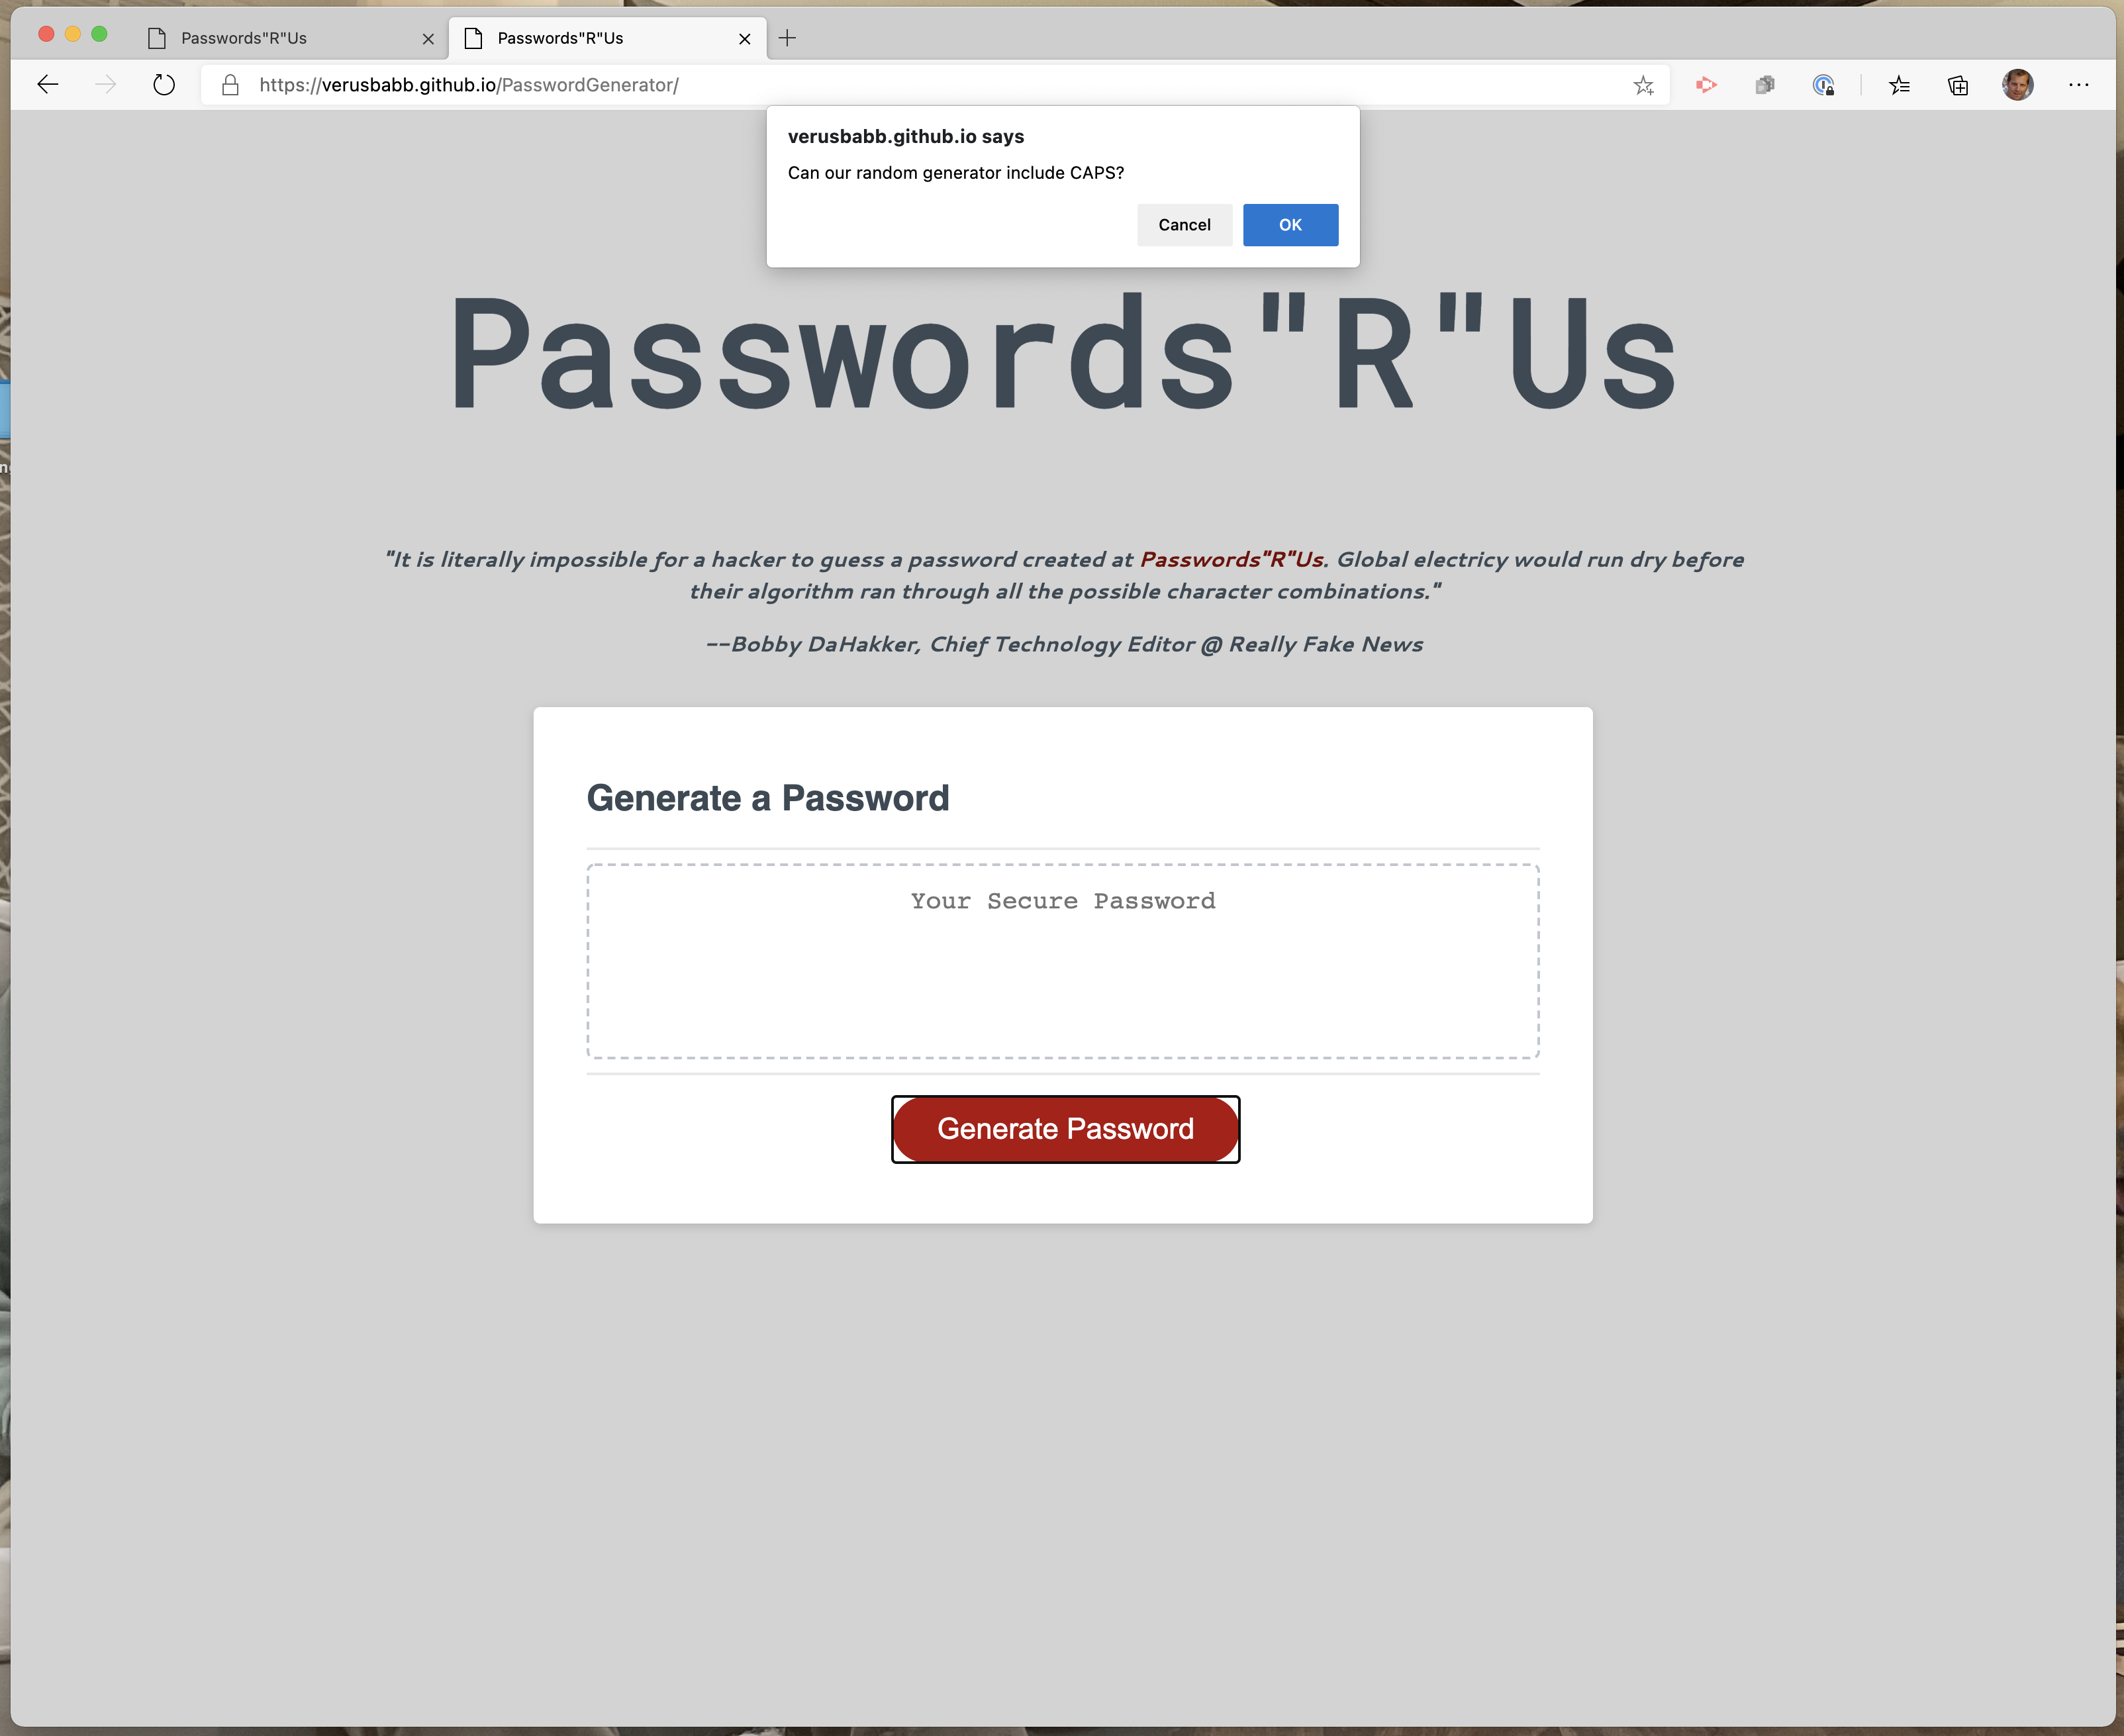 Passwords"R"Us
Passwords"R"Us
https://verusbabb.github.io/PasswordGenerator/
verusbabb.github.io says
Can our random generator include CAPS?
Cancel
OK
Passwords"R"Us
"It is literally impossible for a hacker to guess a password created at Passwords"R"Us. Global electricy would run dry before
their algorithm ran through all the possible character combinations."
--Bobby DaHakker, Chief Technology Editor @ Really Fake News
Generate a Password
Your Secure Password
Generate Password